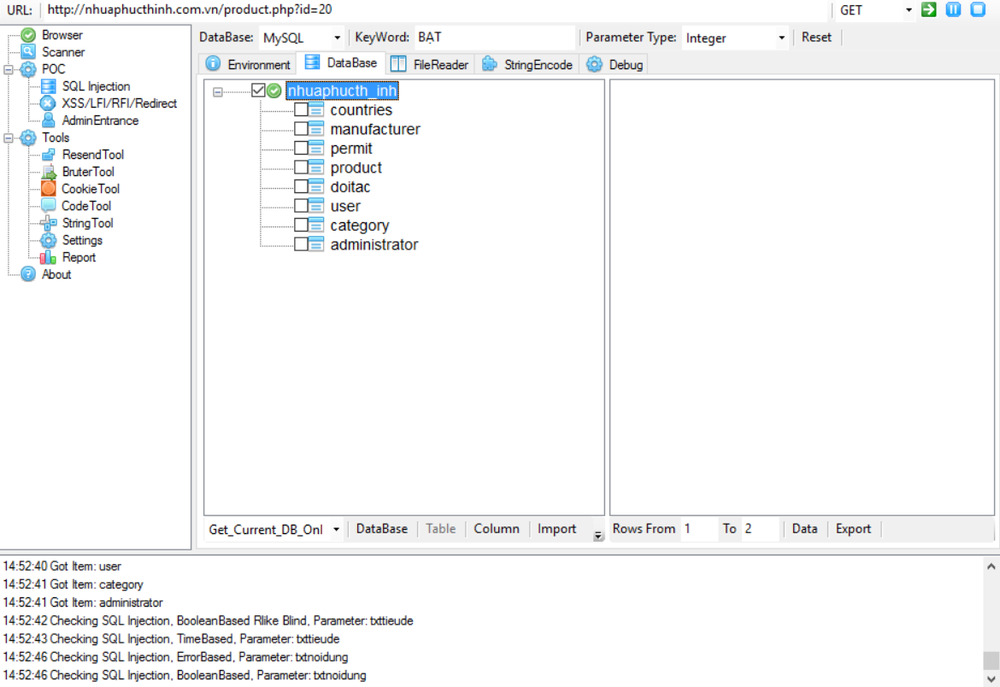 URL: http://nhuaphucthinh.com.vn/product.php?id=20 GET
Browser
Scanner
POC
SQL Injection
XSS/LFI/RFI/Redirect
AdminEntrance
Tools
ResendTool
BruterTool
CookieTool
CodeTool
StringTool
Settings
Report
About
DataBase: MySQL KeyWord: BAT Parameter Type: Integer Reset
Environment DataBase FileReader StringEncode Debug
nhuaphucth_inh
countries
manufacturer
permit
product
doitac
user
category
administrator
Get_Current_DB_Onl DataBase Table Column Import Rows From 1 To 2 Data Export
14:52:40 Got Item: user
14:52:41 Got Item: category
14:52:41 Got Item: administrator
14:52:42 Checking SQL Injection, BooleanBased Rlike Blind, Parameter: txttieude
14:52:43 Checking SQL Injection, TimeBased, Parameter: txttieude
14:52:46 Checking SQL Injection, ErrorBased, Parameter: txtnoidung
14:52:46 Checking SQL Injection, BooleanBased, Parameter: txtnoidung